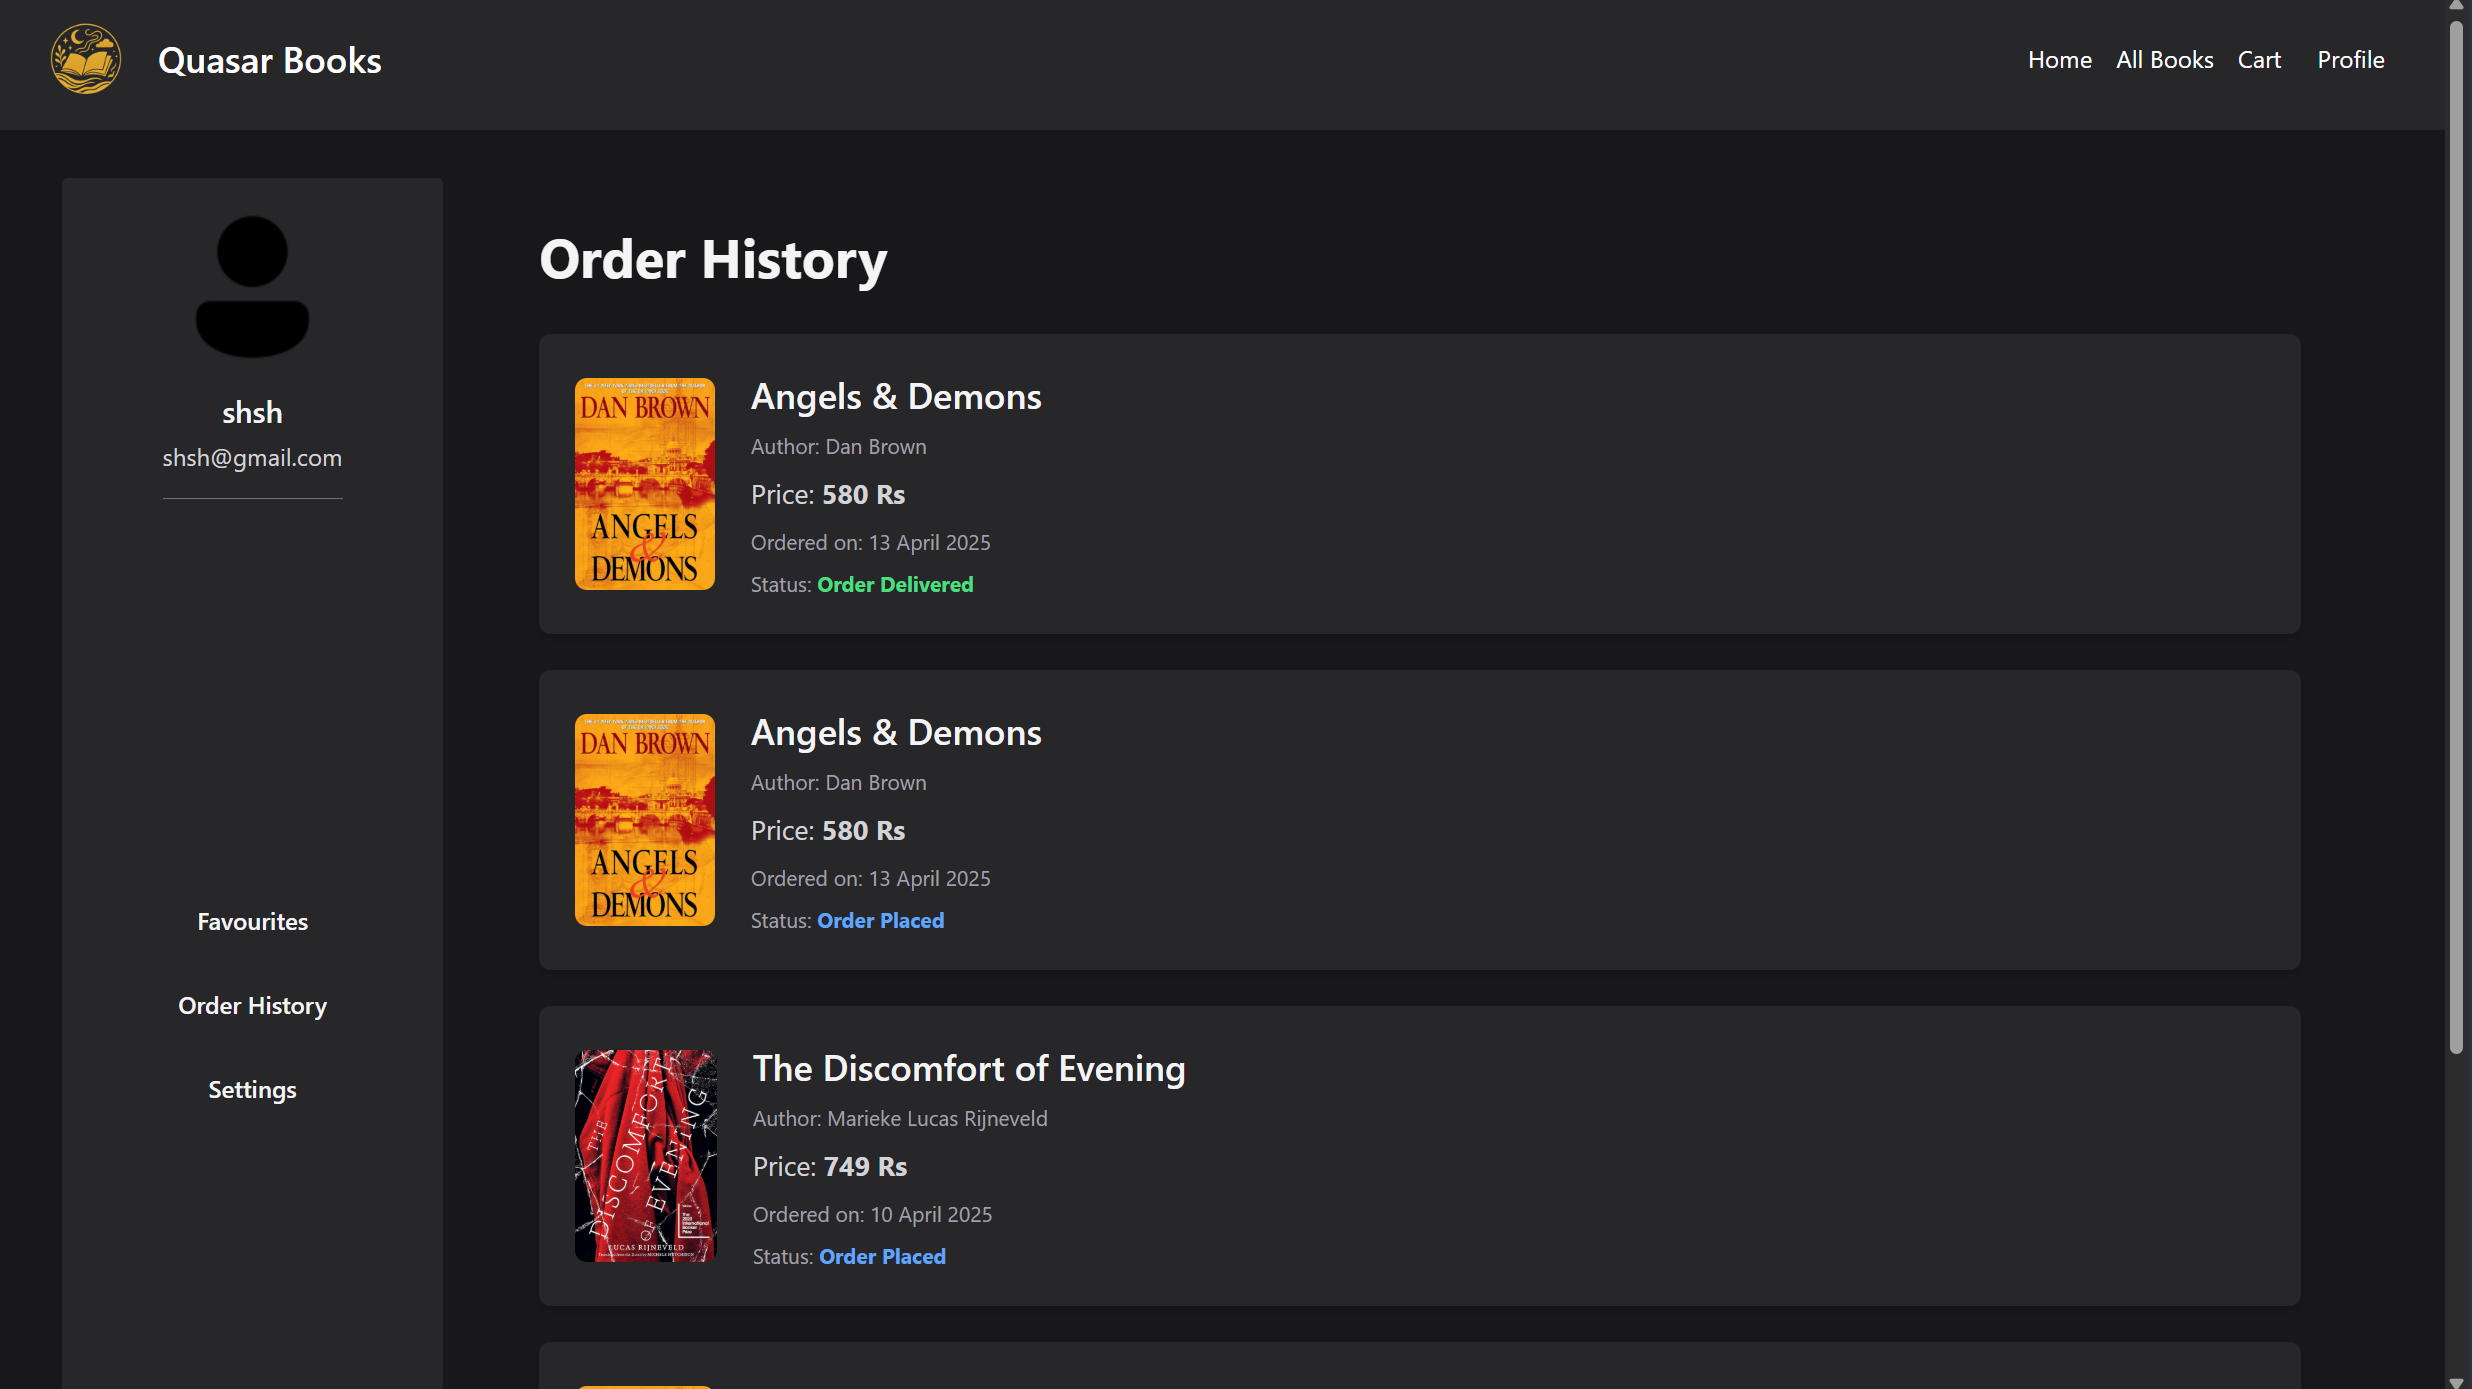 Quasar Books
Home
All Books
Cart
Profile
shsh
shsh@gmail.com
Favourites
Order History
Settings
Order History
DAN BROWN
ANGELS
&
DEMONS
Angels & Demons
Author: Dan Brown
Price: 580 Rs
Ordered on: 13 April 2025
Status: Order Delivered
DAN BROWN
ANGELS
&
DEMONS
Angels & Demons
Author: Dan Brown
Price: 580 Rs
Ordered on: 13 April 2025
Status: Order Placed
THE
DISCOMFORT
OF EVENING
LUCAS RIJNEVELD
The Discomfort of Evening
Author: Marieke Lucas Rijneveld
Price: 749 Rs
Ordered on: 10 April 2025
Status: Order Placed